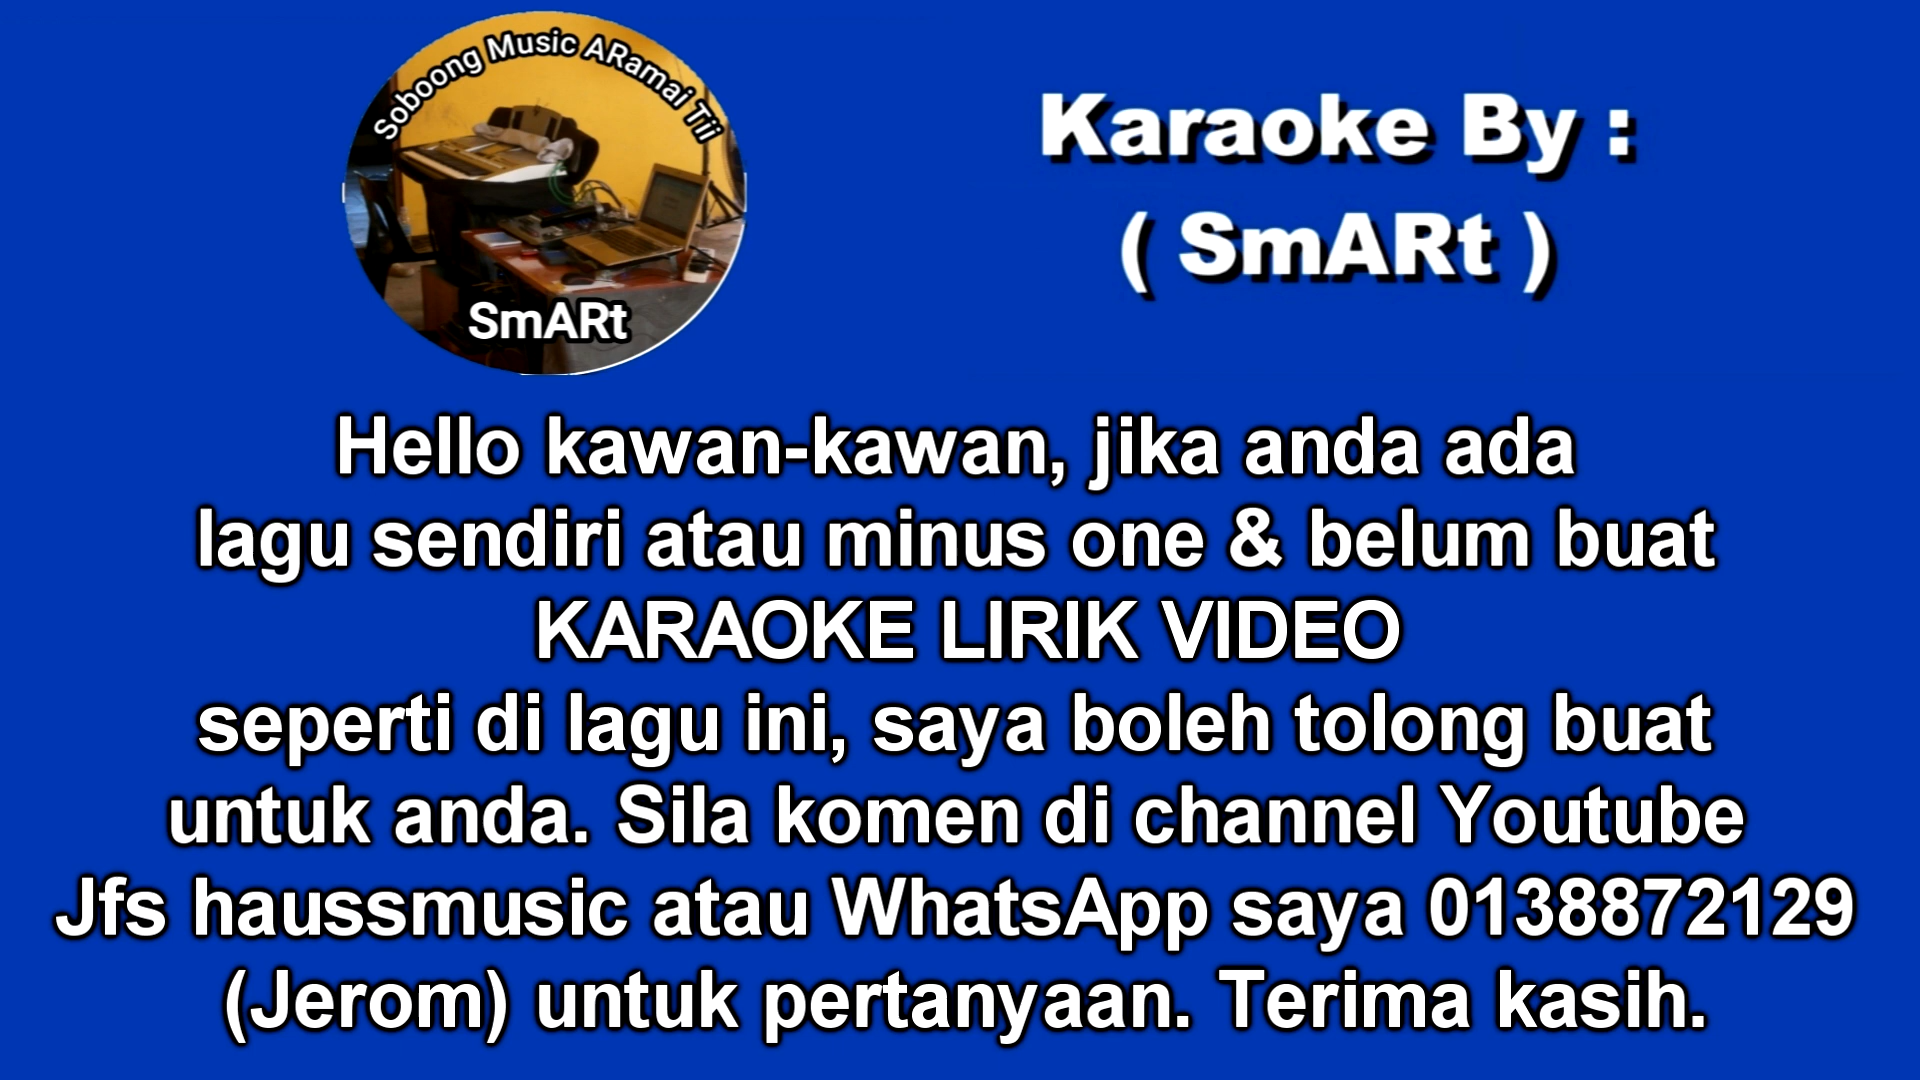 Soboong Music ARamai Tii
SmARt
Karaoke By :
( SmARt )
Hello kawan-kawan, jika anda ada
lagu sendiri atau minus one & belum buat
KARAOKE LIRIK VIDEO
seperti di lagu ini, saya boleh tolong buat
untuk anda. Sila komen di channel Youtube
Jfs haussmusic atau WhatsApp saya 0138872129
(Jerom) untuk pertanyaan. Terima kasih.